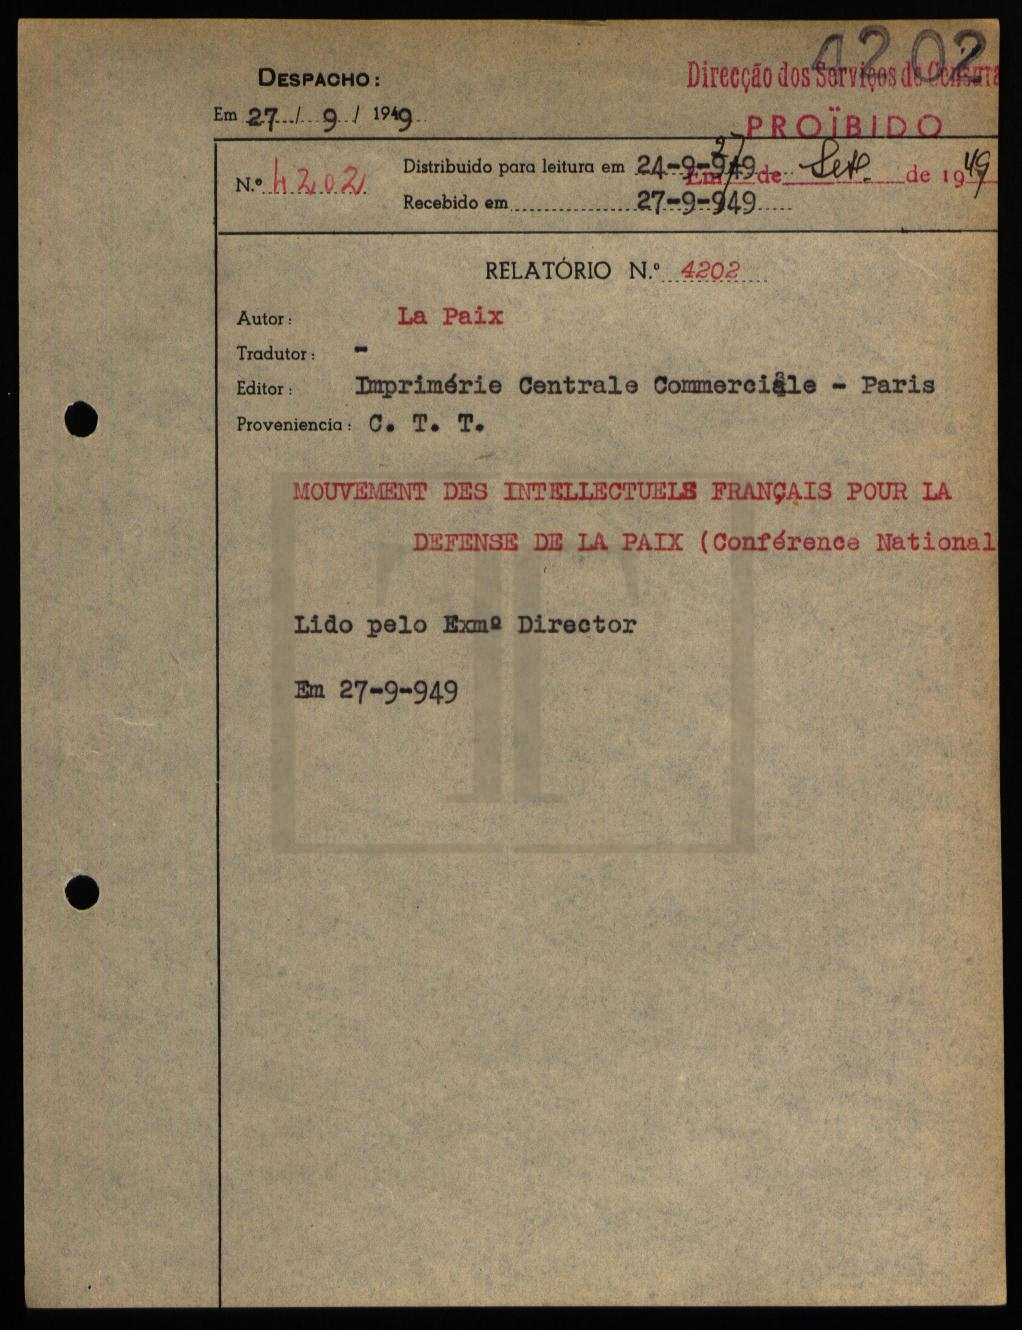 4202
DESPACHO:
Direcção dos Serviços de Censura
Em 27 / 9 / 1949
PROÏBIDO
N.º 4202
Distribuido para leitura em 24-9-949
Em 27 de Set. de 1949
Recebido em 27-9-949
RELATÓRIO N.º 4202
Autor: La Paix
Tradutor: -
Editor: Imprimérie Centrale Commerciâle - Paris
Proveniencia: C. T. T.
MOUVEMENT DES INTELLECTUELS FRANÇAIS POUR LA
DEFENSE DE LA PAIX (Conférence National
Lido pelo Exmº Director
Em 27-9-949